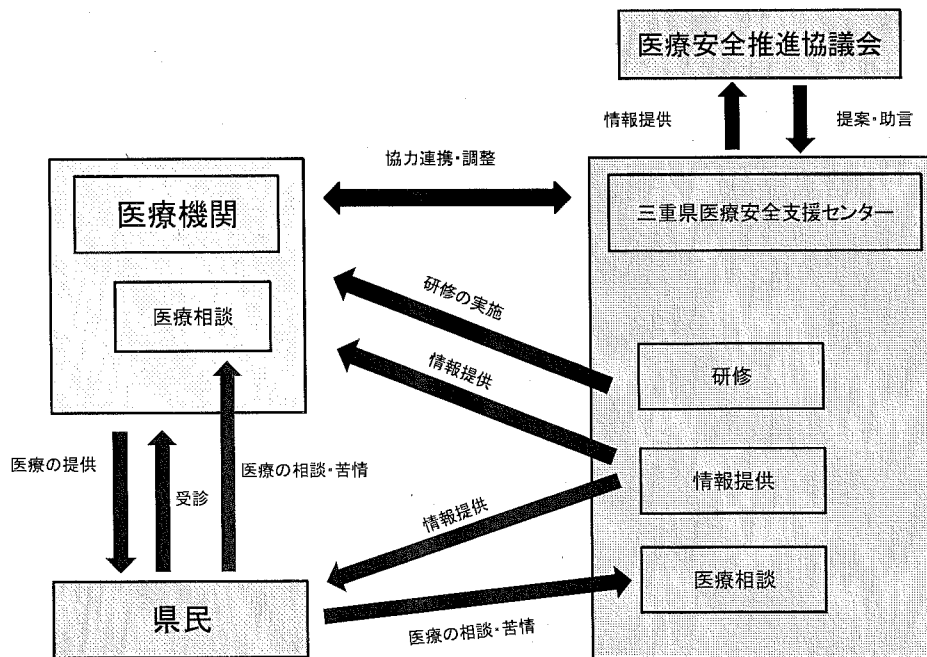 医療安全推進協議会
情報提供
提案・助言
協力連携・調整
医療機関
三重県医療安全支援センター
医療相談
研修の実施
研修
情報提供
医療の提供
受診
医療の相談・苦情
情報提供
情報提供
医療相談
県民
医療の相談・苦情